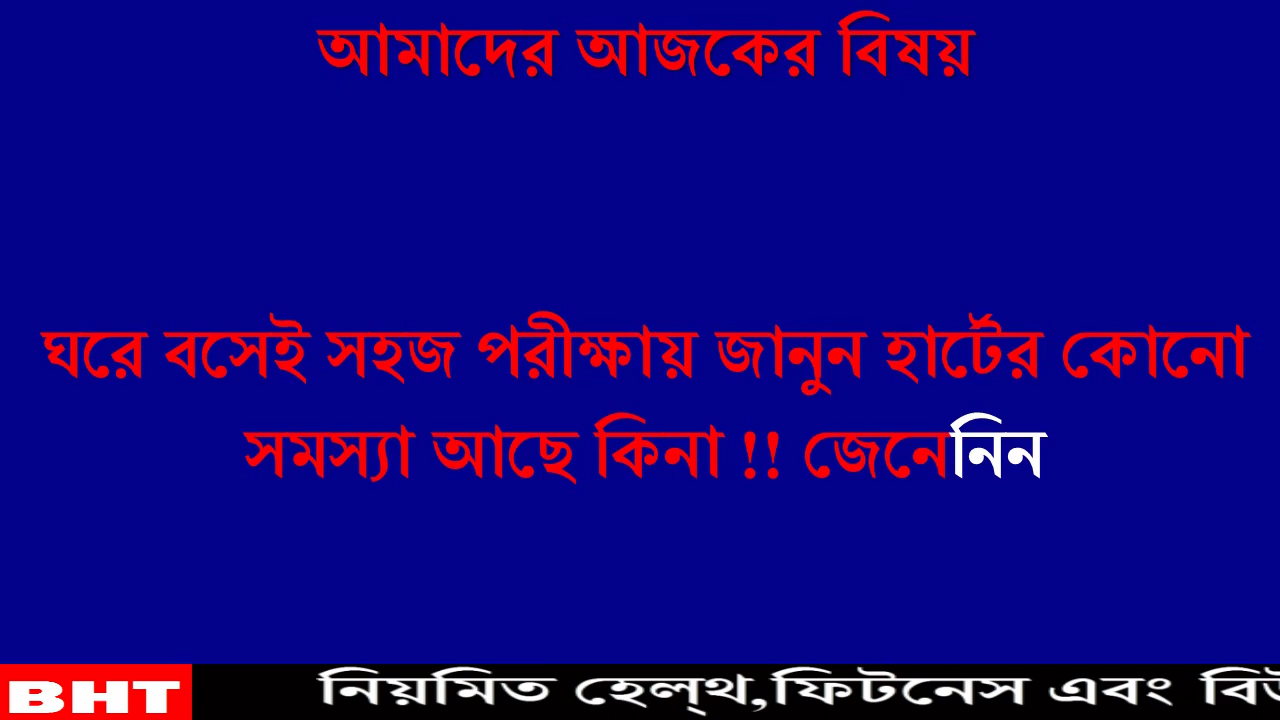 আমাদের আজকের বিষয়
ঘরে বসেই সহজ পরীক্ষায় জানুন হার্টের কোনো
সমস্যা আছে কিনা !! জেনেনিন
BHT নিয়মিত হেল্থ,ফিটনেস এবং